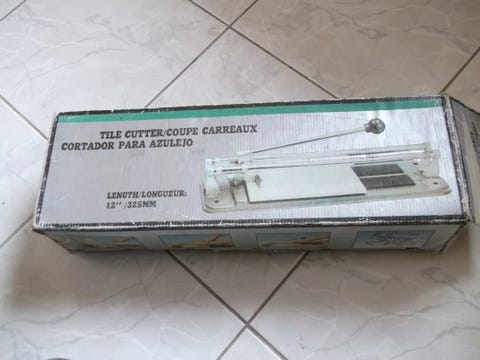 TILE CUTTER/COUPE CARREAUX
CORTADOR PARA AZULEJO
LENGTH/LONGUEUR:
12"/325MM